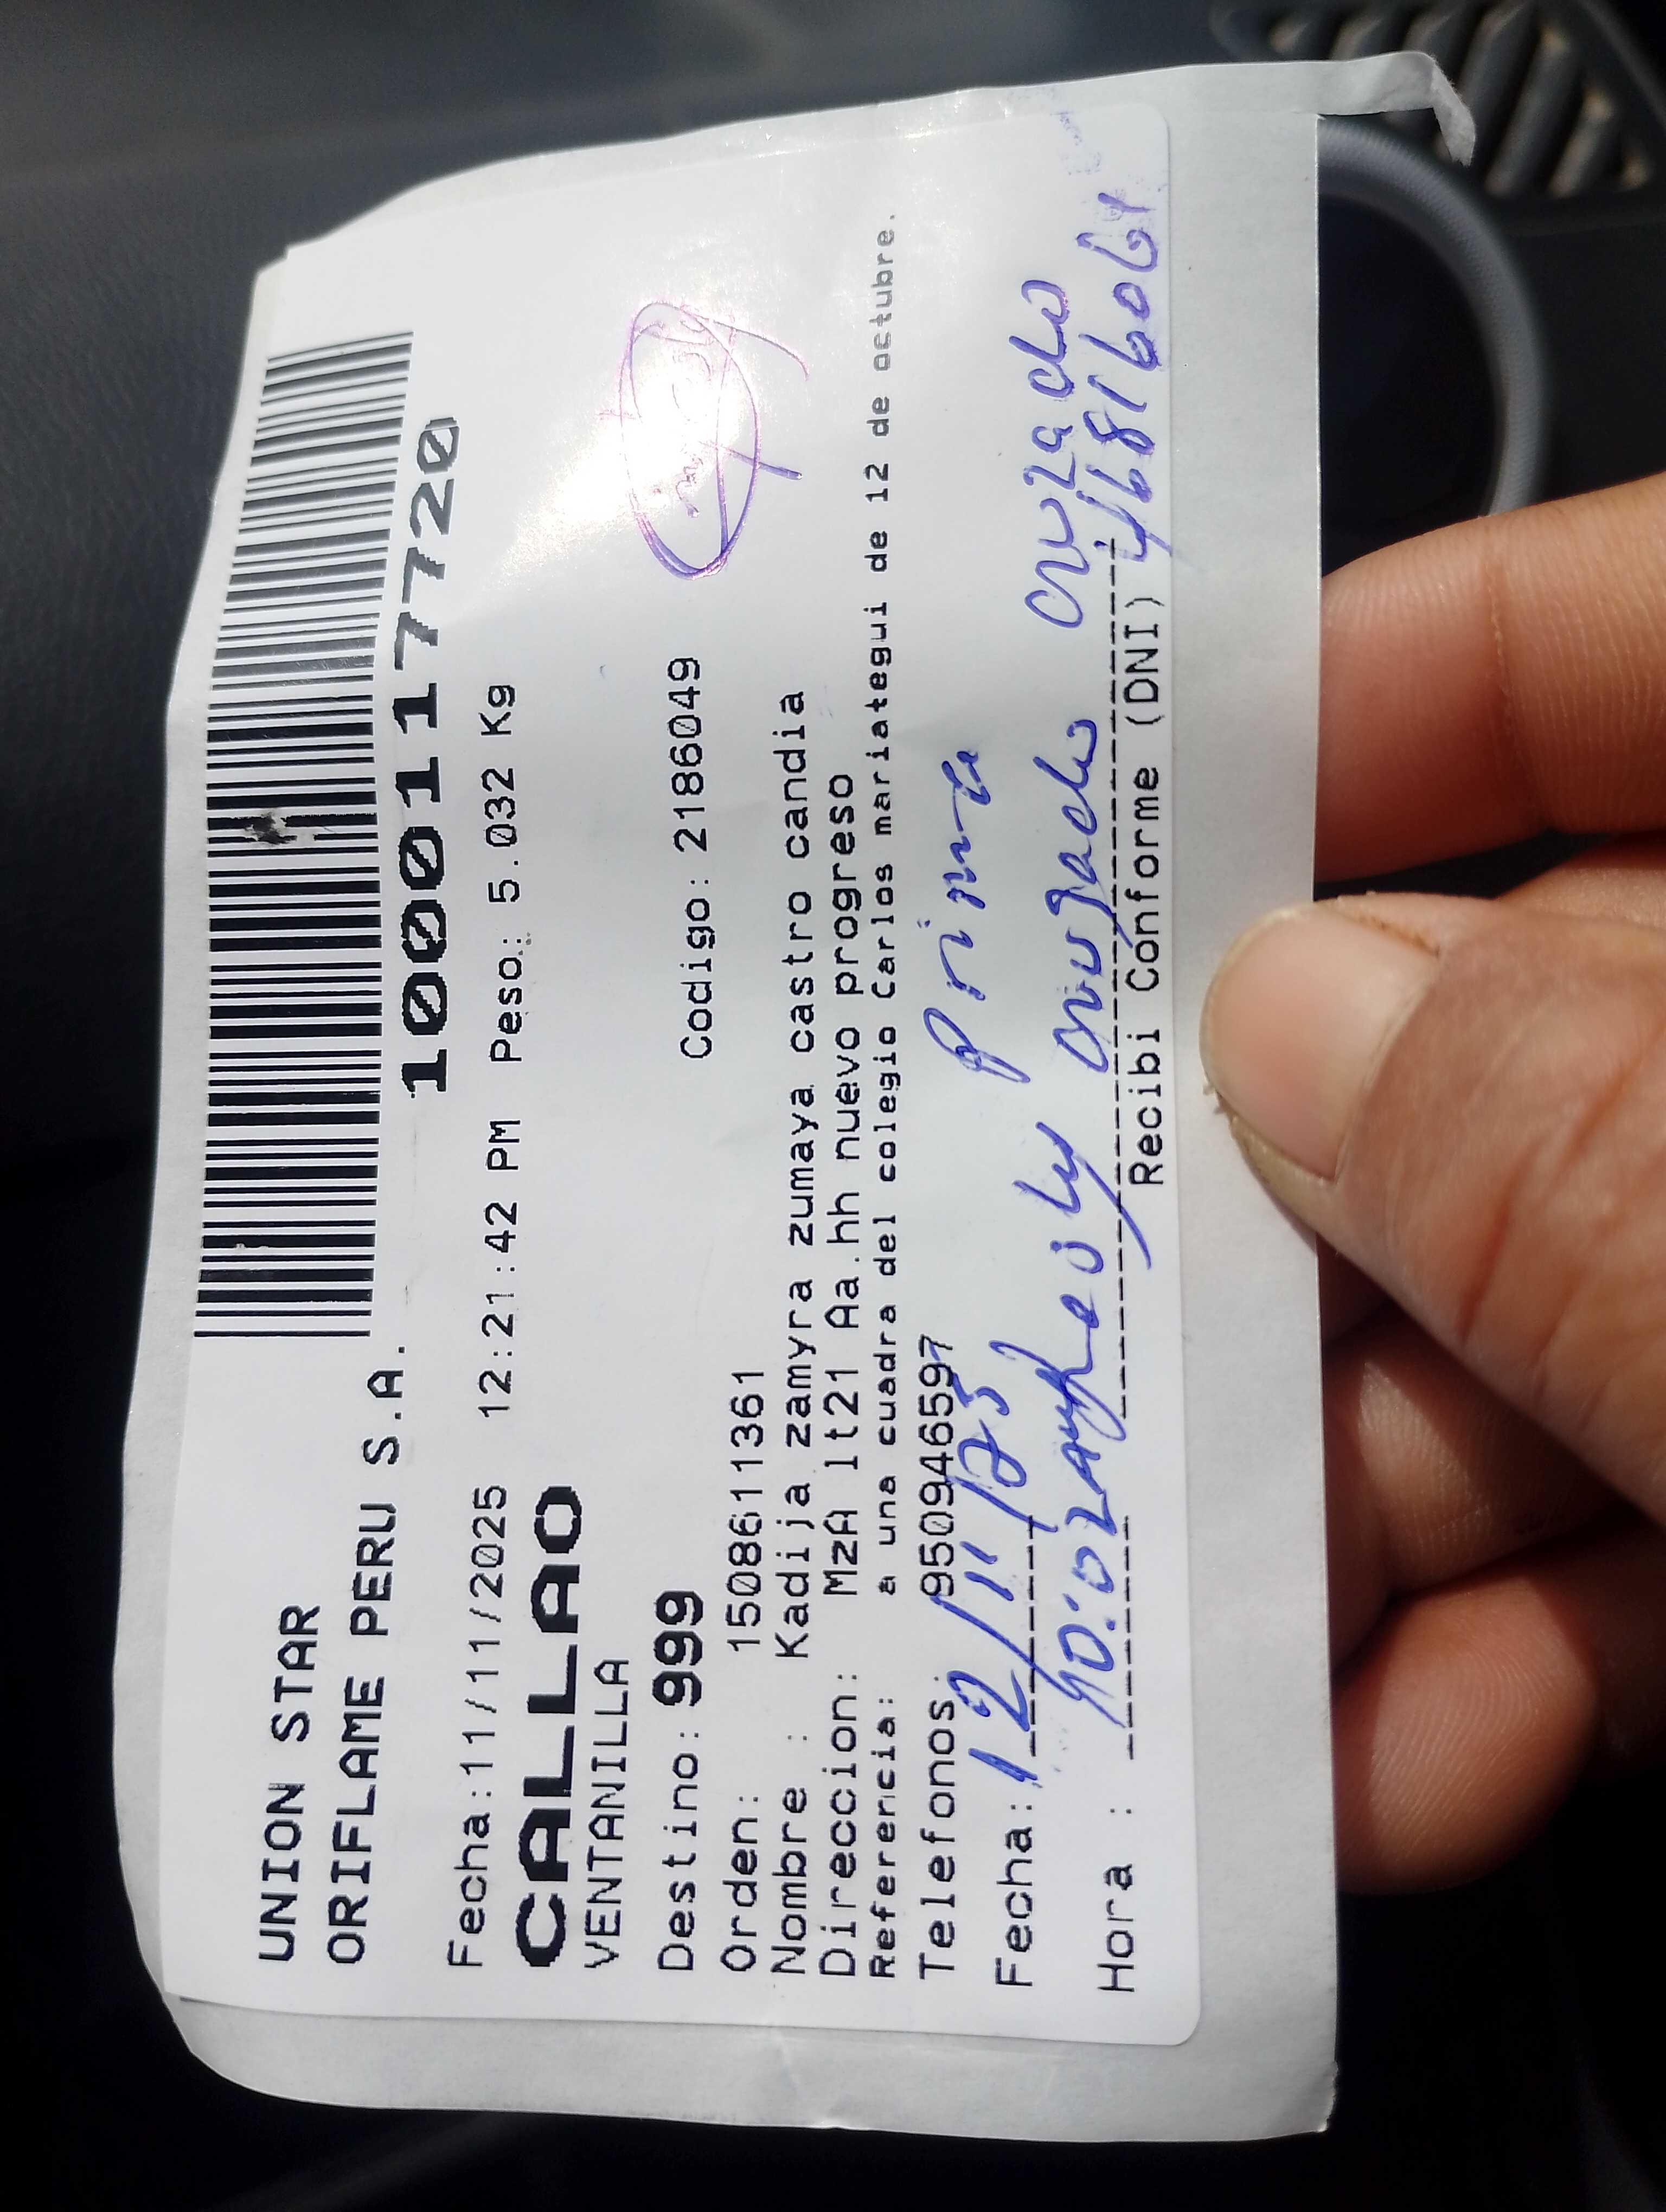 UNION STAR
ORIFLAME PERU S.A.
1000117720
Fecha:11/11/2025 12:21:42 PM Peso: 5.032 Kg
CALLAO
VENTANILLA
Destino: 999 Codigo: 2186049
Orden: 15086111361
Nombre : Kadija zamyra zumaya castro candia
Direccion: MzA lt21 Aa.hh nuevo progreso
Referencia: a una cuadra del colegio Carlos mariategui de 12 de octubre.
Telefonos: 950946597
Prima
Fecha: 12/11/25
Hora :
Recibi Conforme (DNI)